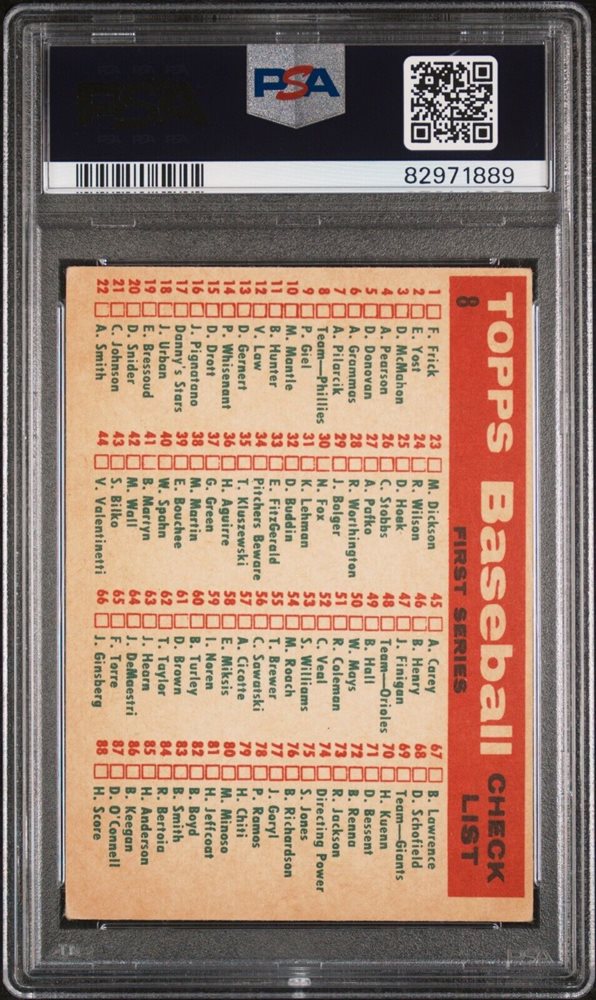 PSA
82971889
TOPPS Baseball CHECK LIST
8
FIRST SERIES
1 F. Frick
2 E. Yost
3 D. McMahon
4 A. Pearson
5 D. Donovan
6 A. Grammas
7 A. Pilarcik
8 Team—Phillies
9 P. Giel
10 M. Mantle
11 B. Hunter
12 V. Law
13 D. Gernert
14 P. Whisenant
15 D. Drott
16 J. Pignatano
17 Danny's Stars
18 J. Urban
19 E. Bressoud
20 D. Snider
21 C. Johnson
22 A. Smith
23 M. Dickson
24 R. Wilson
25 D. Hoak
26 C. Stobbs
27 A. Pafko
28 R. Worthington
29 J. Bolger
30 N. Fox
31 K. Lehman
32 D. Buddin
33 E. FitzGerald
34 Pitchers Beware
35 T. Kluszewski
36 H. Aguirre
37 G. Green
38 M. Martin
39 E. Bouchee
40 W. Spahn
41 B. Martyn
42 M. Wall
43 S. Bilko
44 V. Valentinetti
45 A. Carey
46 B. Henry
47 J. Finigan
48 Team—Orioles
49 B. Hall
50 W. Mays
51 R. Coleman
52 C. Veal
53 S. Williams
54 M. Roach
55 T. Brewer
56 C. Sawatski
57 A. Cicotte
58 E. Miksis
59 I. Noren
60 B. Turley
61 D. Brown
62 T. Taylor
63 J. Hearn
64 J. DeMaestri
65 F. Torre
66 J. Ginsberg
67 B. Lawrence
68 D. Schofield
69 Team—Giants
70 H. Kuenn
71 D. Bessent
72 B. Renna
73 R. Jackson
74 Directing Power
75 S. Jones
76 B. Richardson
77 J. Goryl
78 P. Ramos
79 H. Chiti
80 M. Minoso
81 H. Jeffcoat
82 B. Boyd
83 B. Smith
84 R. Bertoia
85 H. Anderson
86 B. Keegan
87 D. O'Connell
88 H. Score
PSA